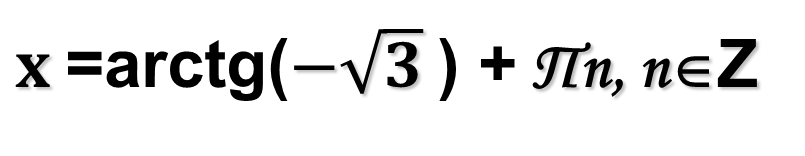 x =arctg(−√3 ) + πn, n∈Z